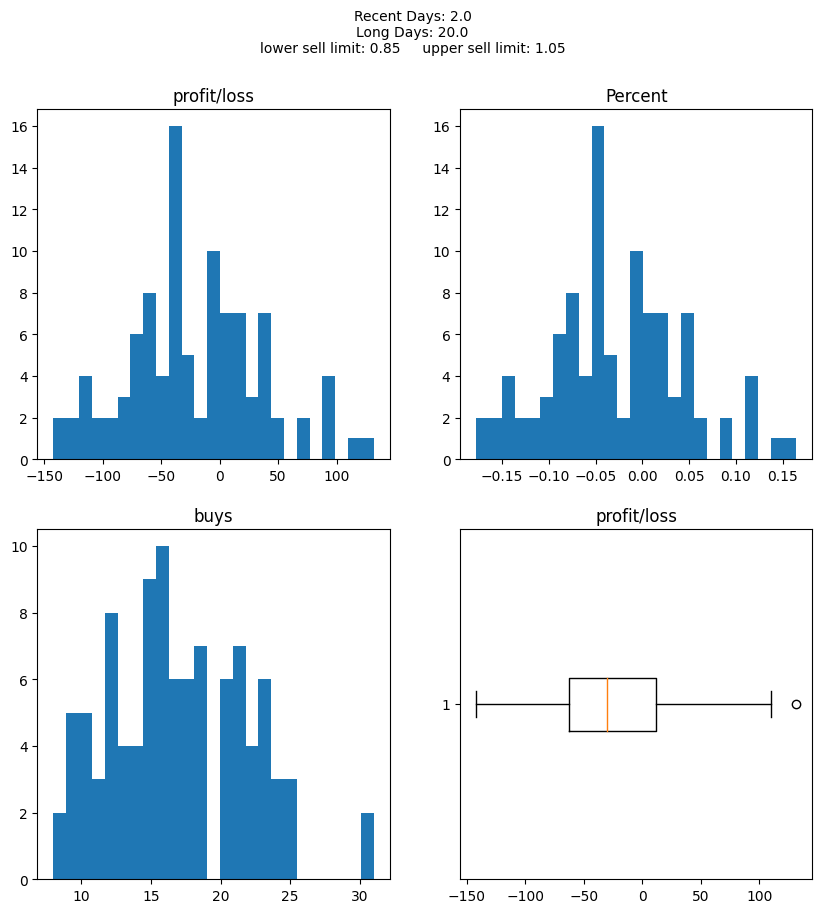 Recent Days: 2.0
Long Days: 20.0
lower sell limit: 0.85     upper sell limit: 1.05
profit/loss
16
14
12
10
8
6
4
2
0
−150 −100 −50 0 50 100
Percent
16
14
12
10
8
6
4
2
0
−0.15 −0.10 −0.05 0.00 0.05 0.10 0.15
buys
10
8
6
4
2
0
10 15 20 25 30
profit/loss
1
−150 −100 −50 0 50 100